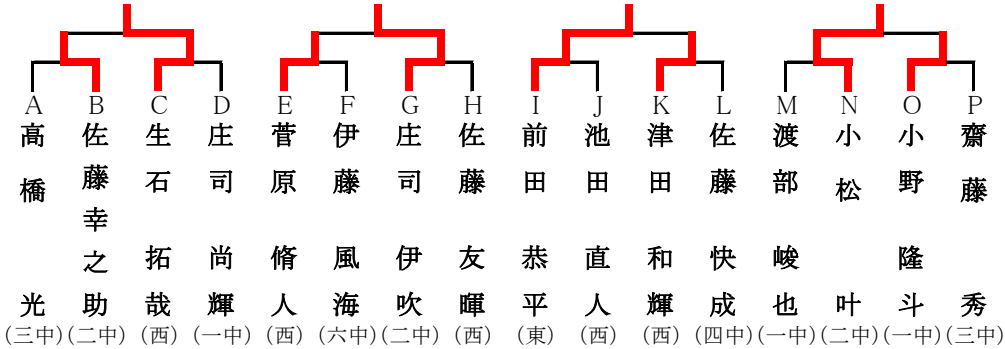 A B C D E F G H I J K L M N O P
高橋光
(三中)
佐藤幸之助
(二中)
生石拓哉
(西)
庄司尚輝
(一中)
菅原脩人
(西)
伊藤風海
(六中)
庄司伊吹
(二中)
佐藤友暉
(西)
前田恭平
(東)
池田直人
(西)
津田和輝
(西)
佐藤快成
(四中)
渡部峻也
(一中)
小松叶
(二中)
小野隆斗
(一中)
齋藤秀
(三中)